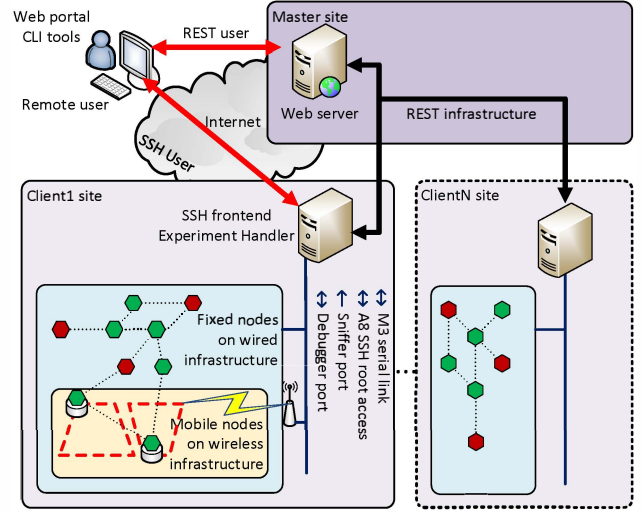 Web portal
CLI tools
Remote user
REST user
Master site
Web server
REST infrastructure
Internet
SSH User
Client1 site
SSH frontend
Experiment Handler
ClientN site
Fixed nodes
on wired
infrastructure
Mobile nodes
on wireless
infrastructure
Debugger port
Sniffer port
A8 SSH root access
M3 serial link